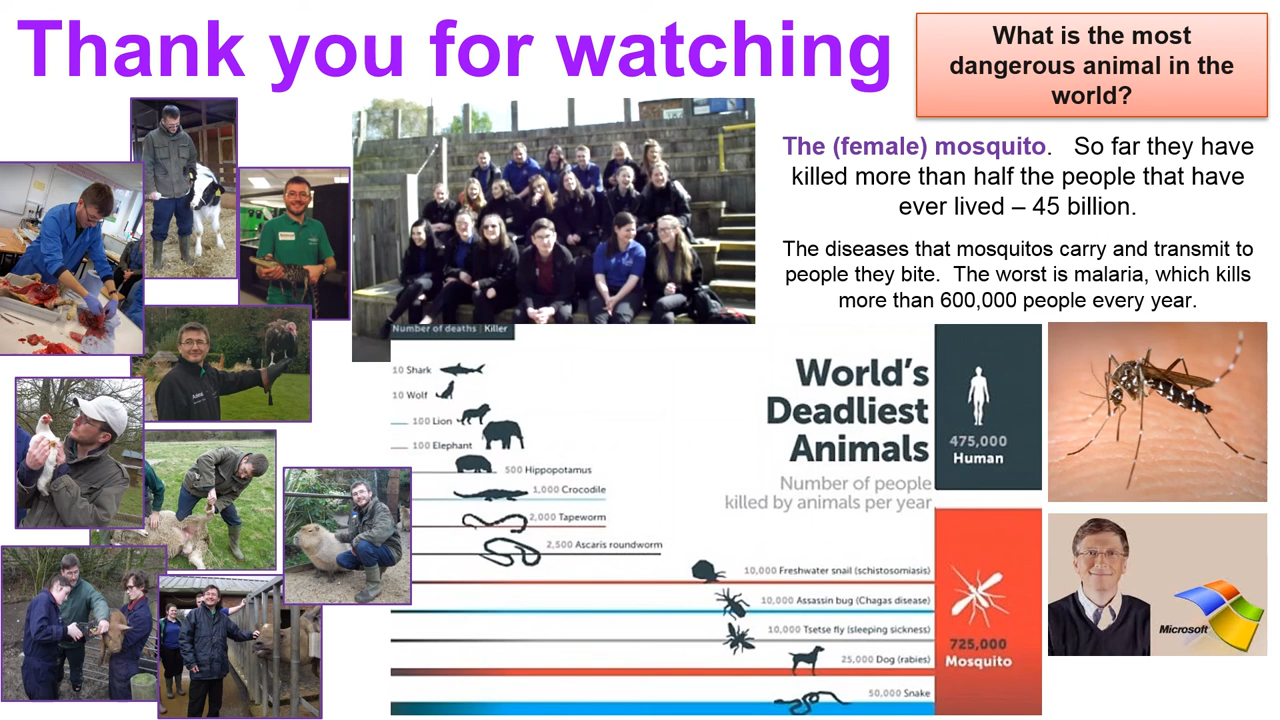 Thank you for watching
What is the most
dangerous animal in the
world?
The (female) mosquito.   So far they have
killed more than half the people that have
ever lived – 45 billion.
The diseases that mosquitos carry and transmit to
people they bite.  The worst is malaria, which kills
more than 600,000 people every year.
Number of deaths | Killer
10 Shark
10 Wolf
100 Lion
100 Elephant
500 Hippopotamus
1,000 Crocodile
2,000 Tapeworm
2,500 Ascaris roundworm
10,000 Freshwater snail (schistosomiasis)
10,000 Assassin bug (Chagas disease)
10,000 Tsetse fly (sleeping sickness)
25,000 Dog (rabies)
50,000 Snake
World's
Deadliest
Animals
Number of people
killed by animals per year
475,000
Human
725,000
Mosquito
Microsoft